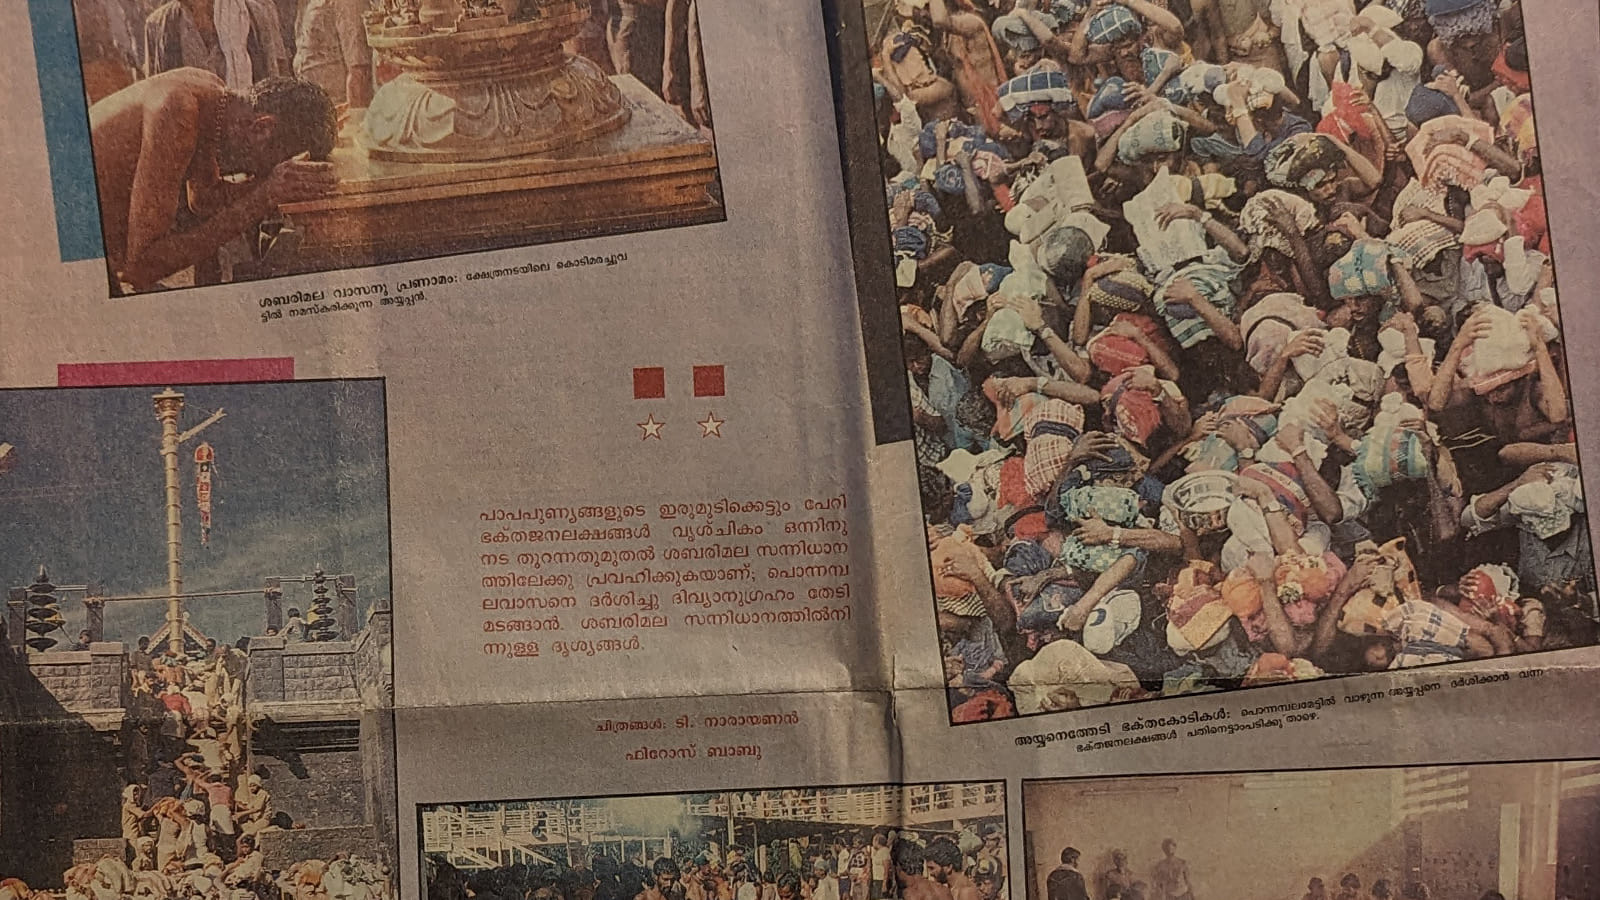 ശബരിമല വാസനു പ്രണാമം: ക്ഷേത്രനടയിലെ കൊടിമരച്ചുവ
ട്ടിൽ നമസ്കരിക്കുന്ന അയ്യപ്പൻ.
പാപപുണ്യങ്ങളുടെ ഇരുമുടിക്കെട്ടും പേറി
ഭക്തജനലക്ഷങ്ങൾ വൃശ്ചികം ഒന്നിനു
നട തുറന്നതുമുതൽ ശബരിമല സന്നിധാന
ത്തിലേക്കു പ്രവഹിക്കുകയാണ്; പൊന്നമ്പ
ലവാസനെ ദർശിച്ചു ദിവ്യാനുഗ്രഹം തേടി
മടങ്ങാൻ. ശബരിമല സന്നിധാനത്തിൽനി
ന്നുള്ള ദൃശ്യങ്ങൾ.
ചിത്രങ്ങൾ: ടി. നാരായണൻ
ഫിറോസ് ബാബു
അയ്യനെത്തേടി ഭക്തകോടികൾ: പൊന്നമ്പലമേട്ടിൽ വാഴുന്ന അയ്യപ്പനെ ദർശിക്കാൻ വന്ന
ഭക്തജനലക്ഷങ്ങൾ പതിനെട്ടാംപടിക്കു താഴെ.